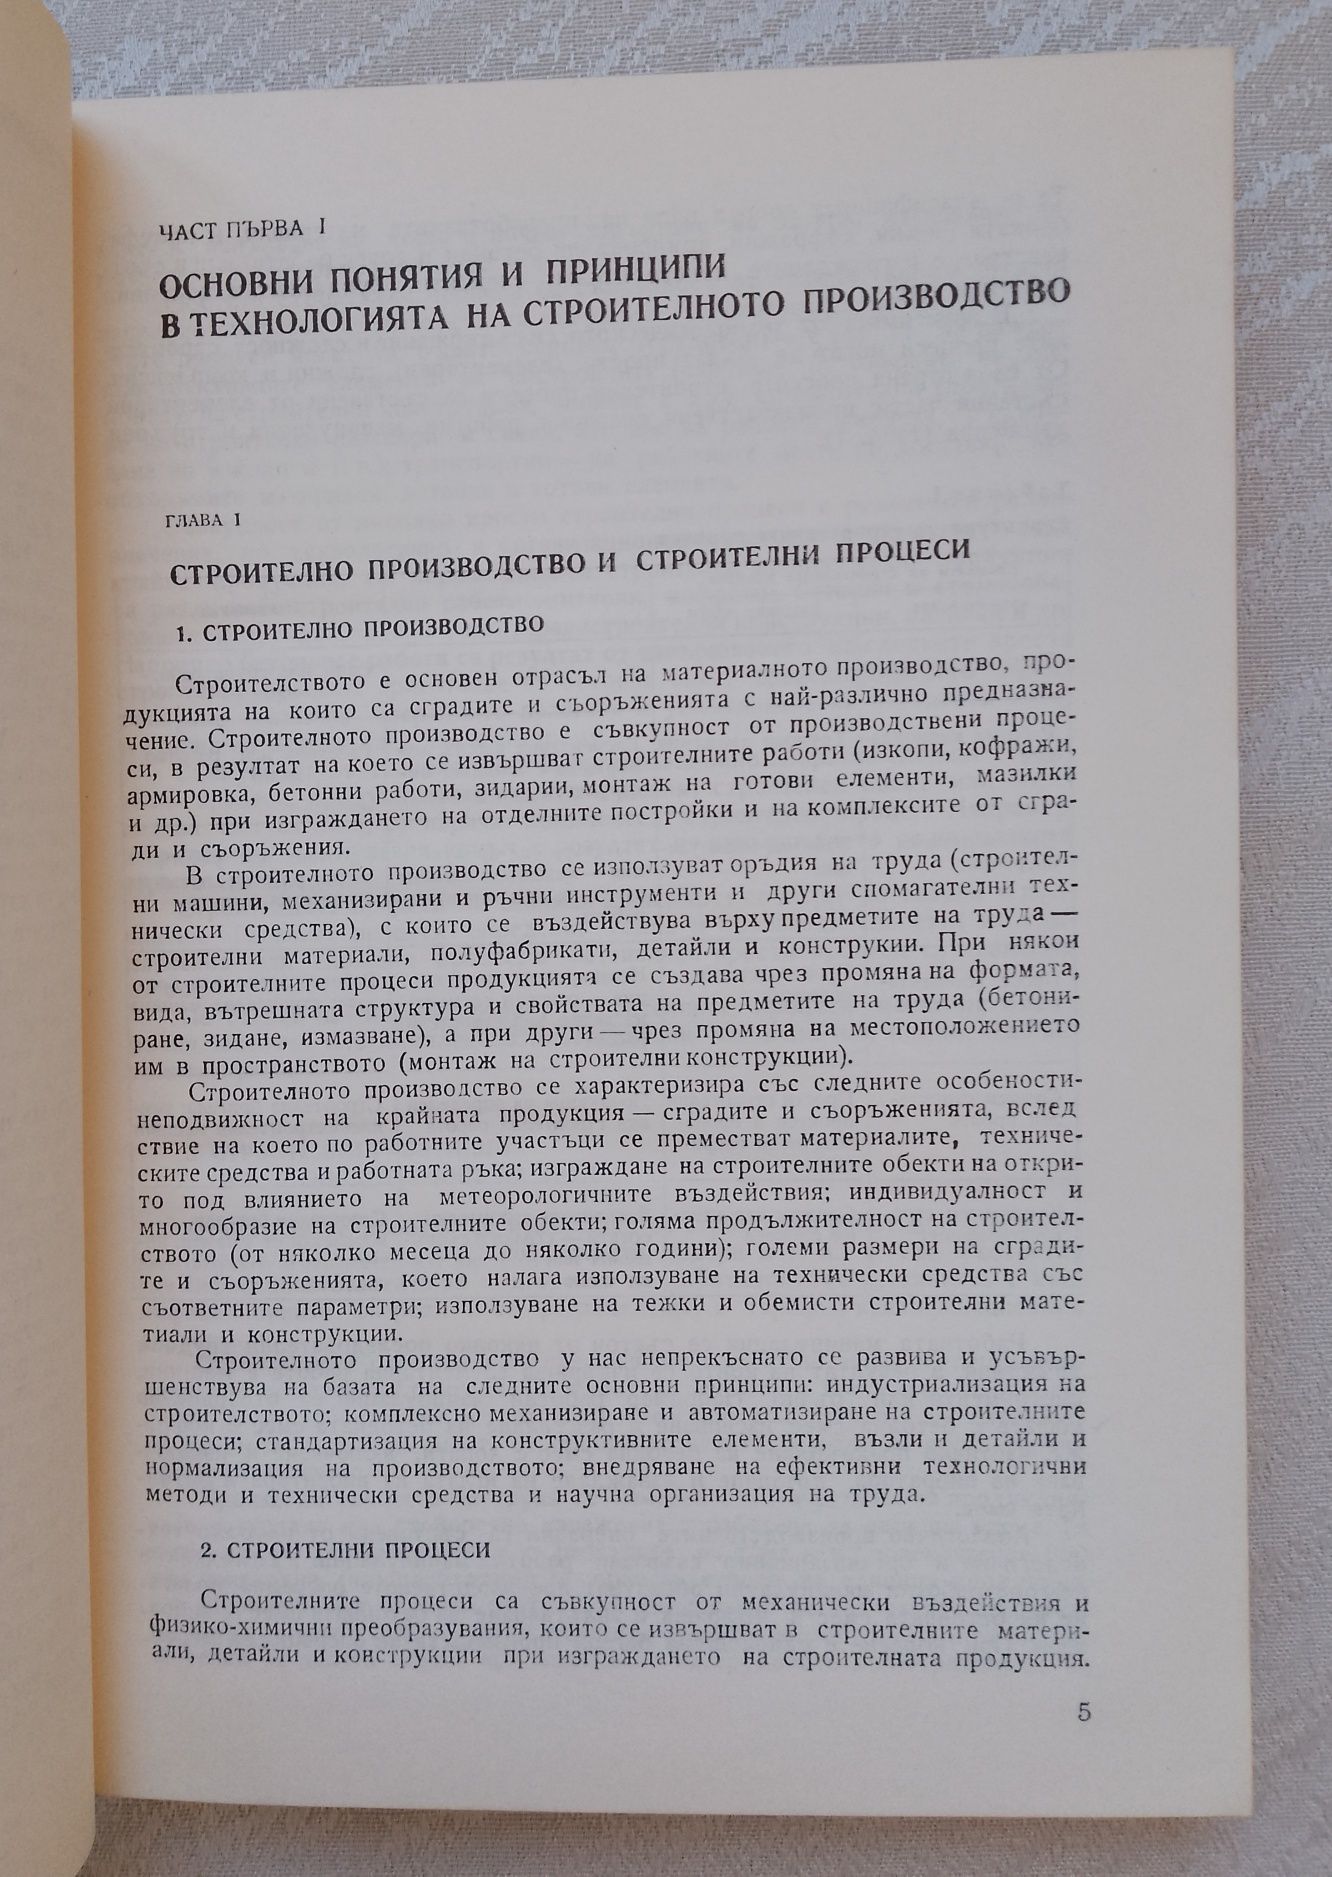 ЧАСТ ПЪРВА I
ОСНОВНИ ПОНЯТИЯ И ПРИНЦИПИ
В ТЕХНОЛОГИЯТА НА СТРОИТЕЛНОТО ПРОИЗВОДСТВО
ГЛАВА I
СТРОИТЕЛНО ПРОИЗВОДСТВО И СТРОИТЕЛНИ ПРОЦЕСИ
1. СТРОИТЕЛНО ПРОИЗВОДСТВО
Строителството е основен отрасъл на материалното производство, про-
дукцията на които са сградите и съоръженията с най-различно предназна-
чение. Строителното производство е съвкупност от производствени проце-
си, в резултат на което се извършват строителните работи (изкопи, кофражи,
армировка, бетонни работи, зидарии, монтаж на готови елементи, мазилки
и др.) при изграждането на отделните постройки и на комплексите от сгра-
ди и съоръжения.
В строителното производство се използуват оръдия на труда (строител-
ни машини, механизирани и ръчни инструменти и други спомагателни тех-
нически средства), с които се въздействува върху предметите на труда —
строителни материали, полуфабрикати, детайли и конструкии. При някои
от строителните процеси продукцията се създава чрез промяна на формата,
вида, вътрешната структура и свойствата на предметите на труда (бетони-
ране, зидане, измазване), а при други — чрез промяна на местоположението
им в пространството (монтаж на строителни конструкции).
Строителното производство се характеризира със следните особености-
неподвижност на крайната продукция — сградите и съоръженията, вслед
ствие на което по работните участъци се преместват материалите, техниче-
ските средства и работната ръка; изграждане на строителните обекти на откри-
то под влиянието на метеорологичните въздействия; индивидуалност и
многообразие на строителните обекти; голяма продължителност на строител-
ството (от няколко месеца до няколко години); големи размери на сгради-
те и съоръженията, което налага използуване на технически средства със
съответните параметри; използуване на тежки и обемисти строителни мате-
тиали и конструкции.
Строителното производство у нас непрекъснато се развива и усъвър-
шенствува на базата на следните основни принципи: индустриализация на
строителството; комплексно механизиране и автоматизиране на строителните
процеси; стандартизация на конструктивните елементи, възли и детайли и
нормализация на производството; внедряване на ефективни технологични
методи и технически средства и научна организация на труда.
2. СТРОИТЕЛНИ ПРОЦЕСИ
Строителните процеси са съвкупност от механически въздействия и
физико-химични преобразувания, които се извършват в строителните матери-
али, детайли и конструкции при изграждането на строителната продукция.
5